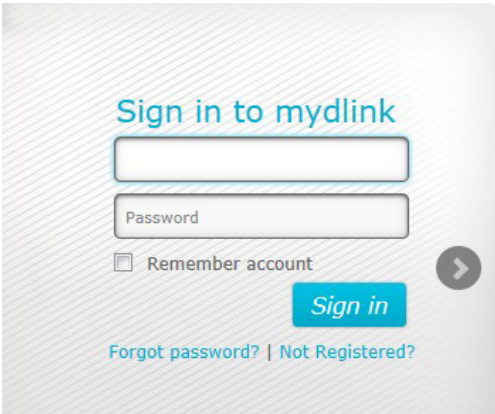 Sign in to mydlink
Password
Remember account
Sign in
Forgot password? | Not Registered?